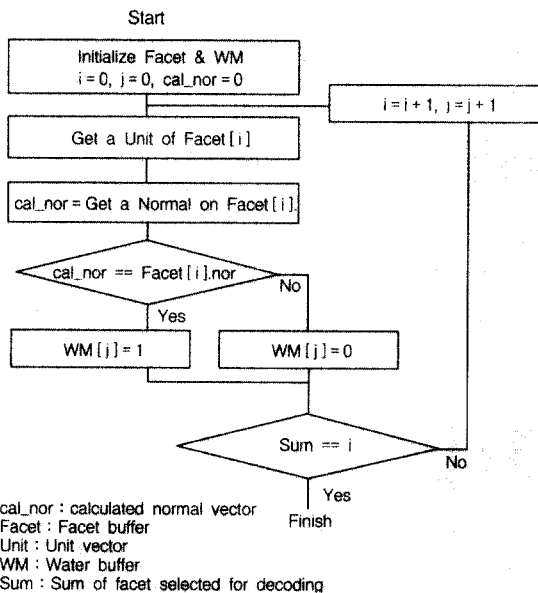 Start
Initialize Facet & WM
i=0, j=0, cal_nor=0
i=i+1, j=j+1
Get a Unit of Facet[i]
cal_nor=Get a Normal on Facet[i].
cal_nor == Facet[i].nor
No
Yes
WM[j]=1
WM[j]=0
Sum == i
No
Yes
Finish
cal_nor : calculated normal vector
Facet : Facet buffer
Unit : Unit vector
WM : Water buffer
Sum : Sum of facet selected for decoding